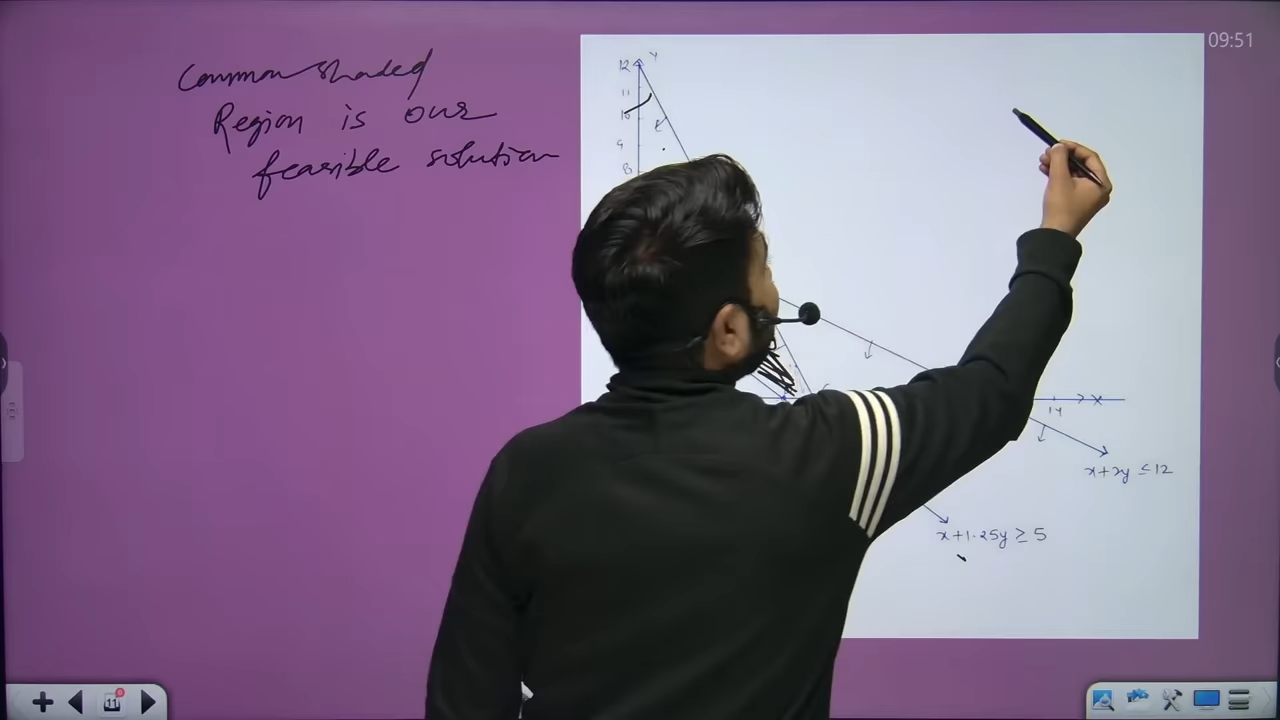 Common shaded
Region is our
feasible solution
09:51
12 Y
11
10
9
8
14 X
x+2y ≤ 12
x+1.25y ≥ 5
11